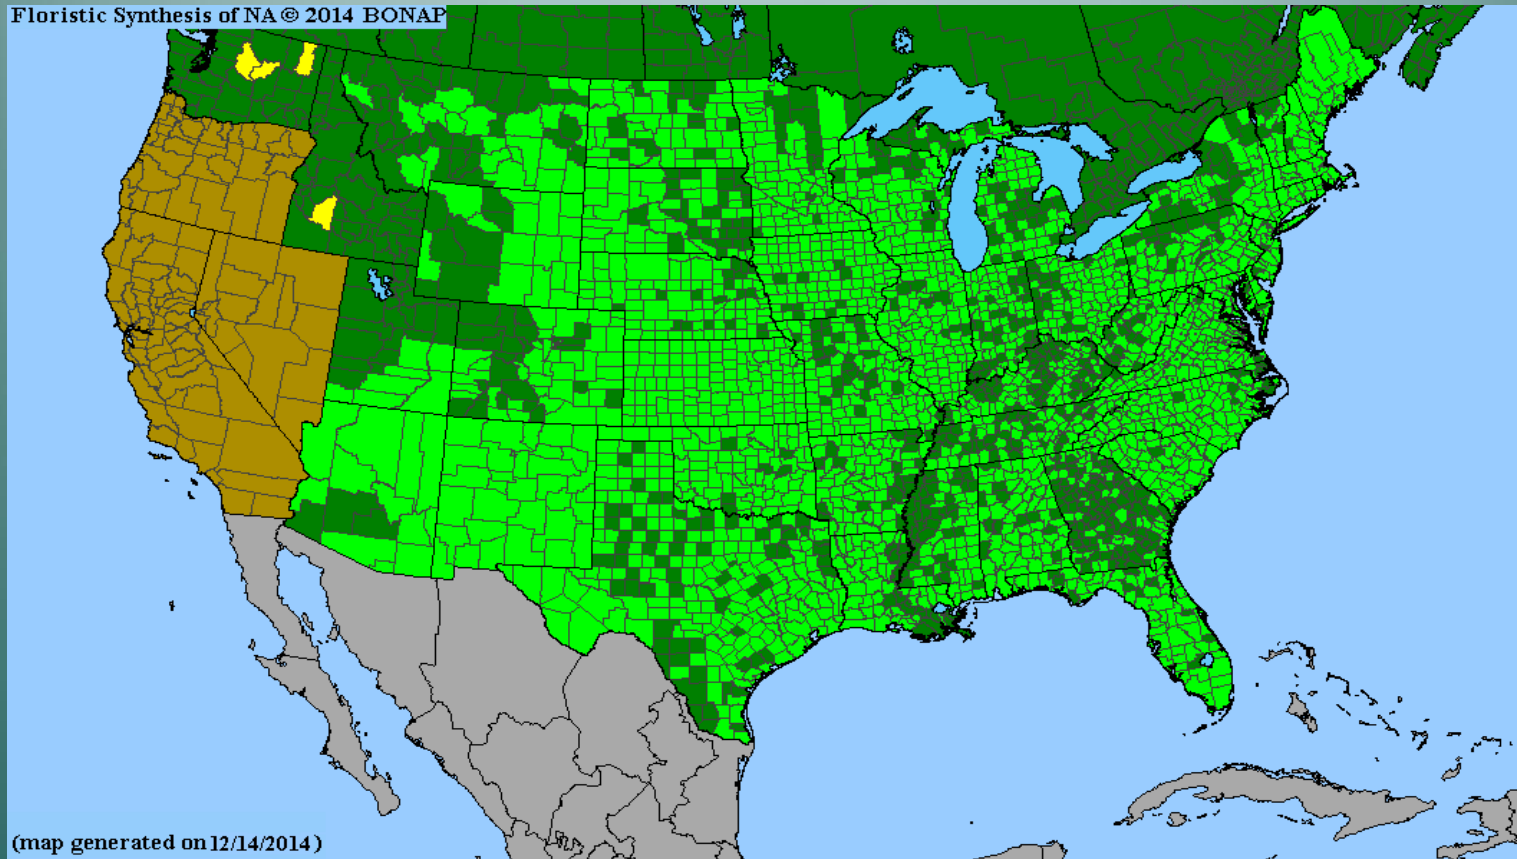 Floristic Synthesis of NA © 2014 BONAP
(map generated on 12/14/2014)